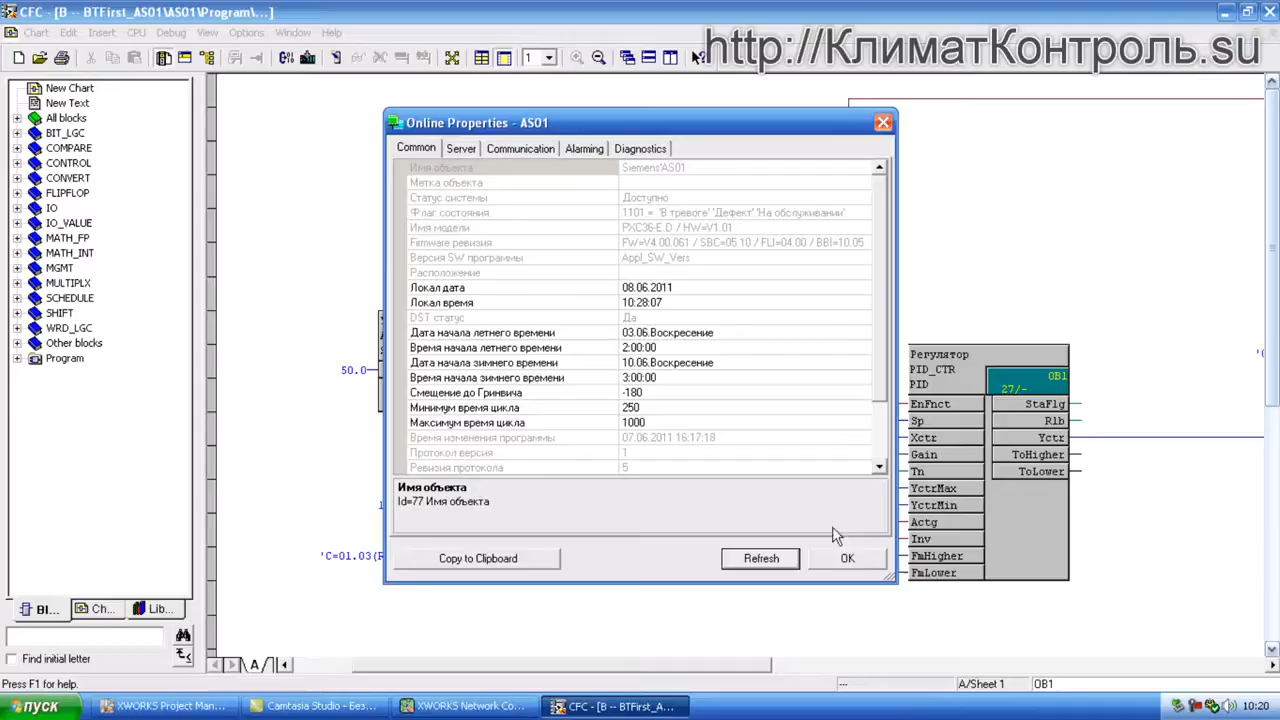 CFC - [B -- BTFirst_AS01\AS01\Program\...]
Chart Edit Insert CPU Debug View Options Window Help
http://КлиматКонтроль.su
1
New Chart
New Text
All blocks
BIT_LGC
COMPARE
CONTROL
CONVERT
FLIPFLOP
IO
IO_VALUE
MATH_FP
MATH_INT
MGMT
MULTIPLX
SCHEDULE
SHIFT
WRD_LGC
Other blocks
Program
BI...
Ch...
Lib...
Find initial letter
50.0
Online Properties - AS01
Common Server Communication Alarming Diagnostics
Имя объекта Siemens'AS01
Метка объекта
Статус системы Доступно
Флаг состояния 1101 = 'В тревоге' 'Дефект' 'На обслуживании'
Имя модели PXC36-E.D / HW=V1.01
Firmware ревизия FW=V4.00.061 / SBC=05.10 / FLI=04.00 / BBI=10.05
Версия SW программы Appl_SW_Vers
Расположение
Локал дата 08.06.2011
Локал время 10:28:07
DST статус Да
Дата начала летнего времени 03.06.Воскресение
Время начала летнего времени 2:00:00
Дата начала зимнего времени 10.06.Воскресение
Время начала зимнего времени 3:00:00
Смещение до Гринвича -180
Минимум время цикла 250
Максимум время цикла 1000
Время изменения программы 07.06.2011 16:17:18
Протокол версия 1
Ревизия протокола 5
Имя объекта
Id=77 Имя объекта
Copy to Clipboard Refresh OK
'C=01.03(R
Регулятор
PID_CTR
PID
OB1
27/-
EnFnct StaFlg
Sp Rlb
Xctr Yctr
Gain ToHigher
Tn ToLower
YctrMax
YctrMin
Actg
Inv
FmHigher
FmLower
A
Press F1 for help. --- A/Sheet 1 OB1
пуск XWORKS Project Man... Camtasia Studio - Без... XWORKS Network Co... CFC - [B -- BTFirst_A... 10:20